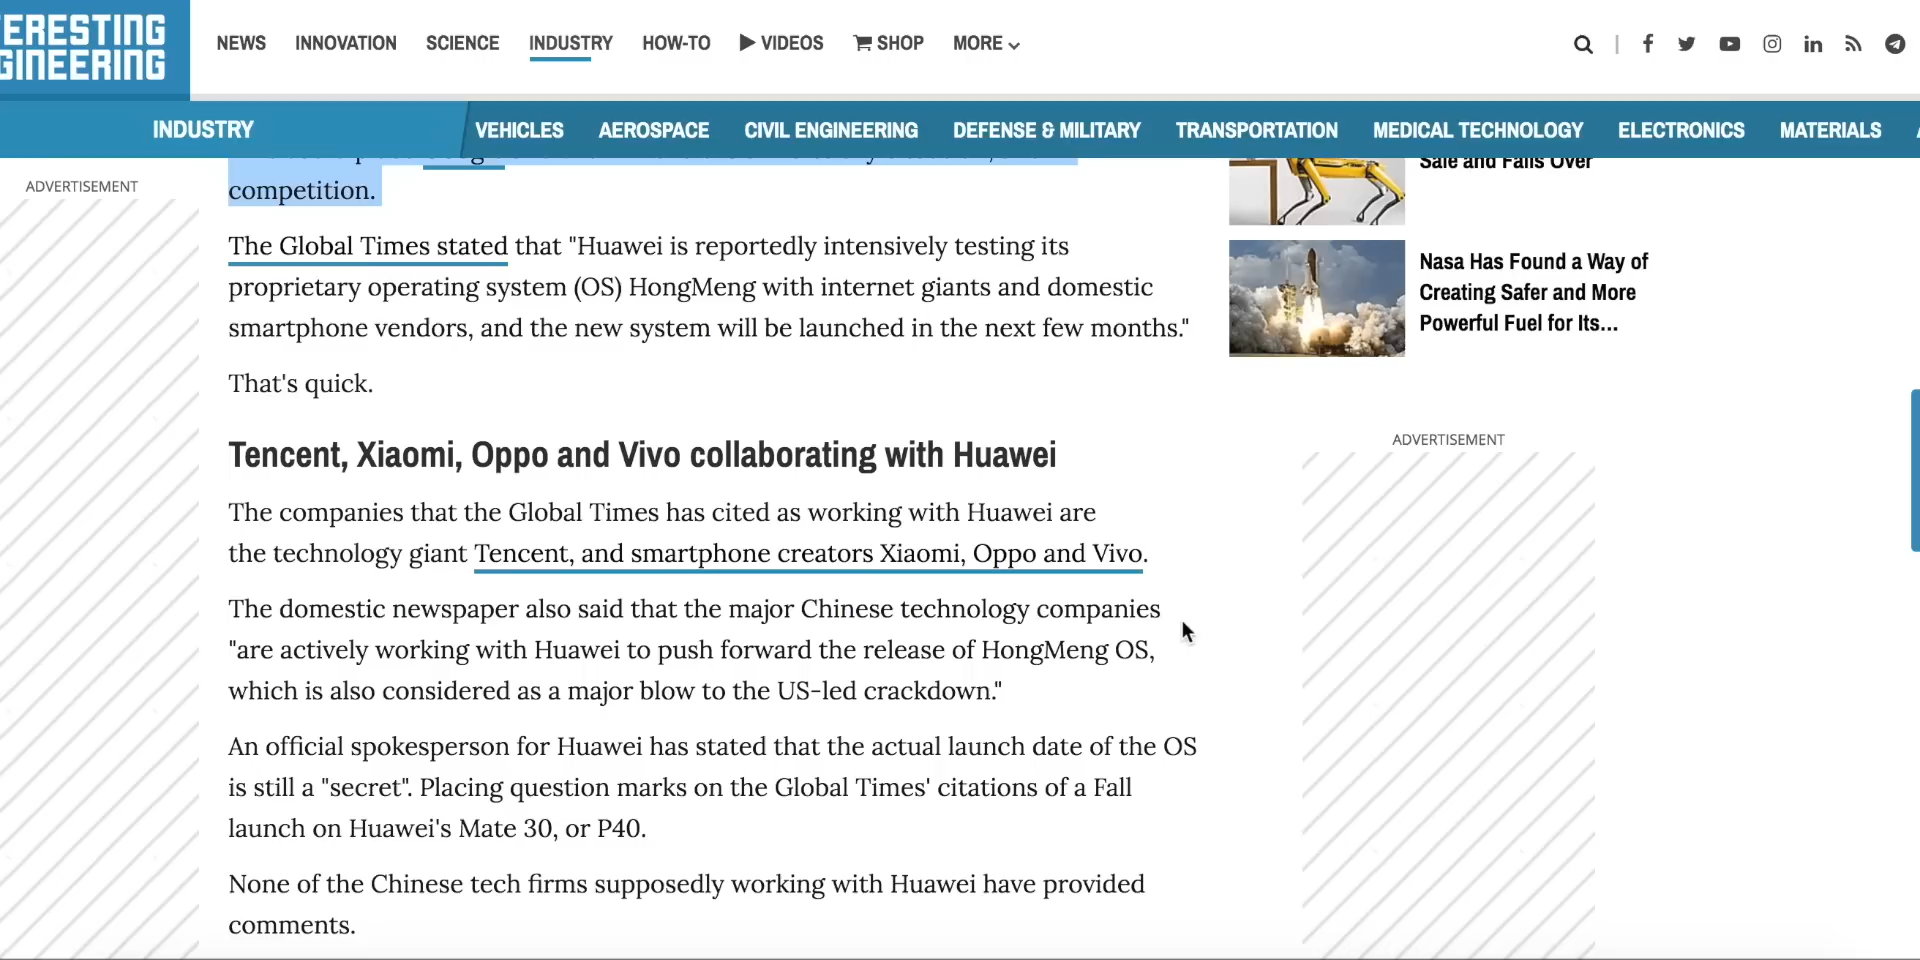 ERESTING
GINEERING
NEWS INNOVATION SCIENCE INDUSTRY HOW-TO VIDEOS SHOP MORE
INDUSTRY VEHICLES AEROSPACE CIVIL ENGINEERING DEFENSE & MILITARY TRANSPORTATION MEDICAL TECHNOLOGY ELECTRONICS MATERIALS
ADVERTISEMENT
competition.
The Global Times stated that "Huawei is reportedly intensively testing its
proprietary operating system (OS) HongMeng with internet giants and domestic
smartphone vendors, and the new system will be launched in the next few months."
That's quick.
Tencent, Xiaomi, Oppo and Vivo collaborating with Huawei
The companies that the Global Times has cited as working with Huawei are
the technology giant Tencent, and smartphone creators Xiaomi, Oppo and Vivo.
The domestic newspaper also said that the major Chinese technology companies
"are actively working with Huawei to push forward the release of HongMeng OS,
which is also considered as a major blow to the US-led crackdown."
An official spokesperson for Huawei has stated that the actual launch date of the OS
is still a "secret". Placing question marks on the Global Times' citations of a Fall
launch on Huawei's Mate 30, or P40.
None of the Chinese tech firms supposedly working with Huawei have provided
comments.
Safe and Falls Over
Nasa Has Found a Way of
Creating Safer and More
Powerful Fuel for Its...
ADVERTISEMENT